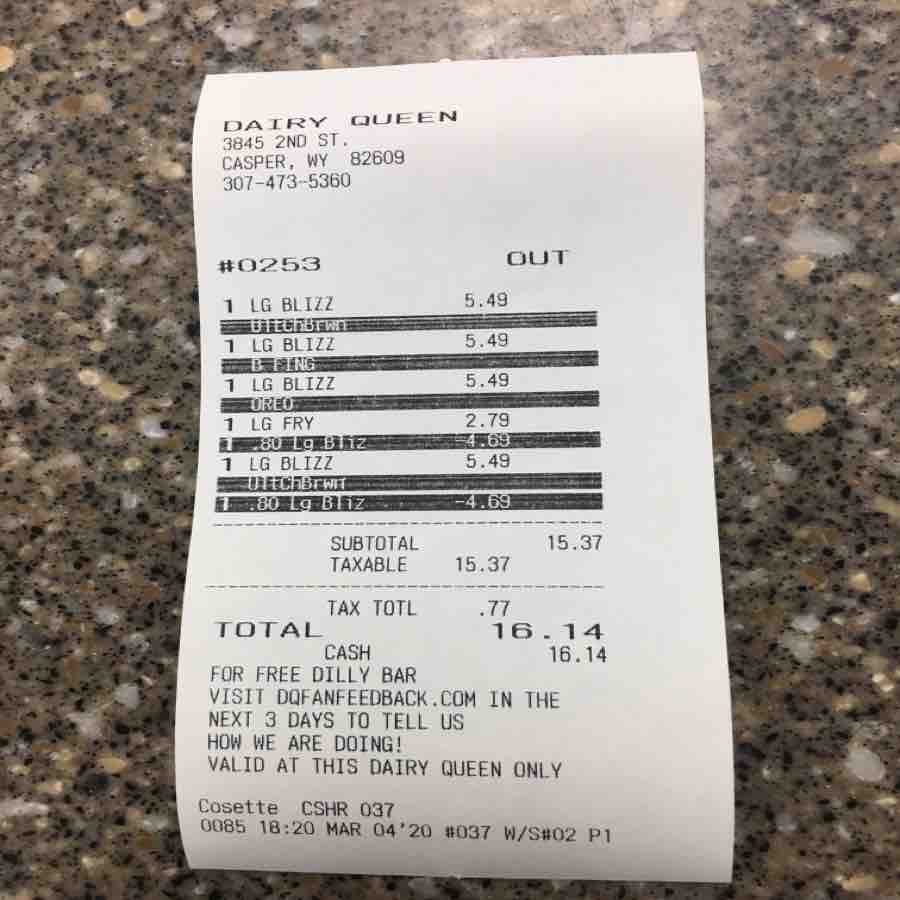 DAIRY QUEEN
3845 2ND ST.
CASPER, WY 82609
307-473-5360
#0253 OUT
1 LG BLIZZ 5.49
UltChBrwn
1 LG BLIZZ 5.49
B FING
1 LG BLIZZ 5.49
OREO
1 LG FRY 2.79
1 .80 Lg Bliz -4.69
1 LG BLIZZ 5.49
UltChBrwn
1 .80 Lg Bliz -4.69
SUBTOTAL 15.37
TAXABLE 15.37
TAX TOTL .77
TOTAL 16.14
CASH 16.14
FOR FREE DILLY BAR
VISIT DQFANFEEDBACK.COM IN THE
NEXT 3 DAYS TO TELL US
HOW WE ARE DOING!
VALID AT THIS DAIRY QUEEN ONLY
Cosette CSHR 037
0085 18:20 MAR 04'20 #037 W/S#02 P1